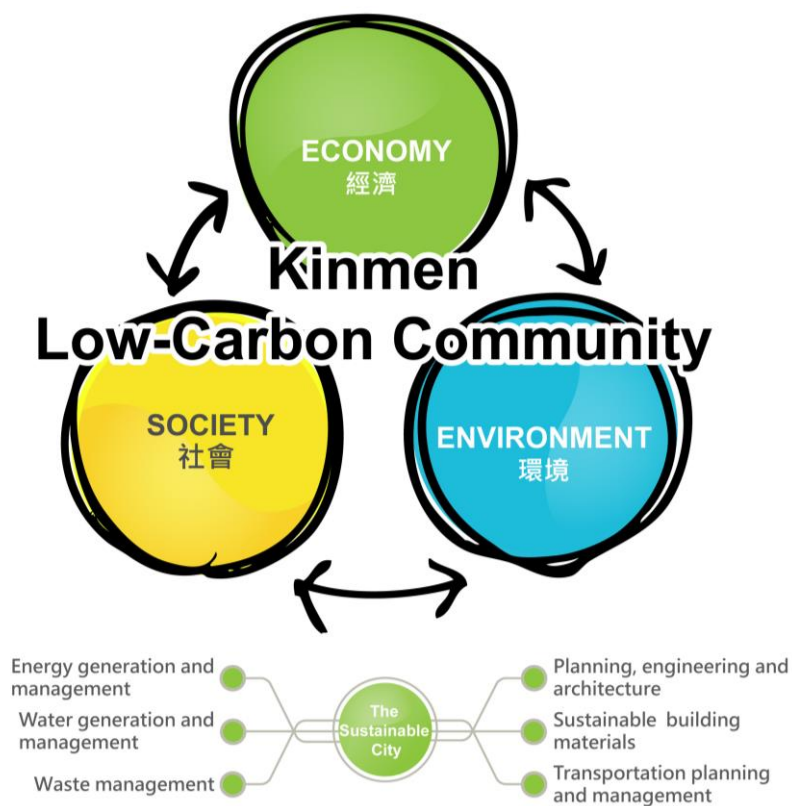 ECONOMY
經濟
Kinmen
Low-Carbon Community
SOCIETY
社會
ENVIRONMENT
環境
Energy generation and
management
Water generation and
management
Waste management
The
Sustainable
City
Planning, engineering and
architecture
Sustainable building
materials
Transportation planning
and management